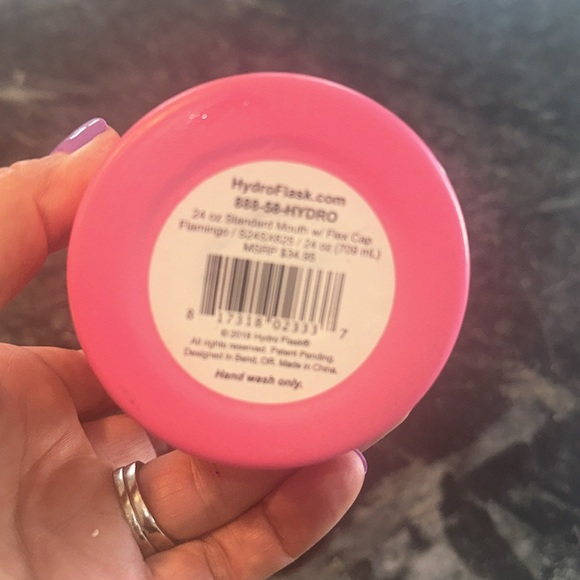 HydroFlask.com
888-58-HYDRO
24 oz Standard Mouth w/ Flex Cap
Flamingo / S24SX625 / 24 oz (709 mL)
MSRP $34.95
8 17318 02333 7
© 2016 Hydro Flask®
All rights reserved. Patent Pending.
Designed in Bend, OR. Made in China.
Hand wash only.